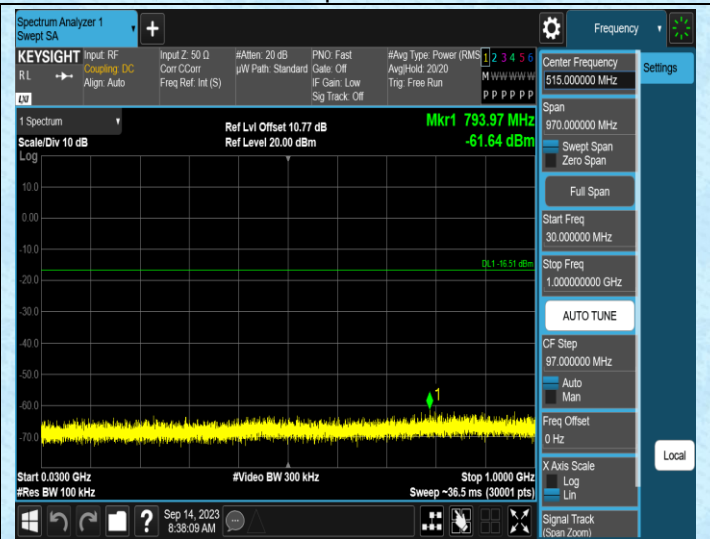 Spectrum Analyzer 1
Swept SA
+
Frequency
KEYSIGHT
RL
LXI
Input: RF
Coupling: DC
Align: Auto
Input Z: 50 Ω
Corr CCorr
Freq Ref: Int (S)
#Atten: 20 dB
µW Path: Standard
PNO: Fast
Gate: Off
IF Gain: Low
Sig Track: Off
#Avg Type: Power (RMS
Avg|Hold: 20/20
Trig: Free Run
1 2 3 4 5 6
M W W W W W
P P P P P P
Center Frequency
515.000000 MHz
Settings
Span
970.000000 MHz
Swept Span
Zero Span
Full Span
Start Freq
30.000000 MHz
Stop Freq
1.000000000 GHz
AUTO TUNE
CF Step
97.000000 MHz
Auto
Man
Freq Offset
0 Hz
X Axis Scale
Log
Lin
Signal Track
(Span Zoom)
Local
1 Spectrum
Scale/Div 10 dB
Log
Ref Lvl Offset 10.77 dB
Ref Level 20.00 dBm
Mkr1 793.97 MHz
-61.64 dBm
10.0
0.00
-10.0
DL1 -16.51 dBm
-20.0
-30.0
-40.0
-50.0
1
-60.0
-70.0
Start 0.0300 GHz
#Res BW 100 kHz
#Video BW 300 kHz
Stop 1.0000 GHz
Sweep ~36.5 ms (30001 pts)
?
Sep 14, 2023
8:38:09 AM